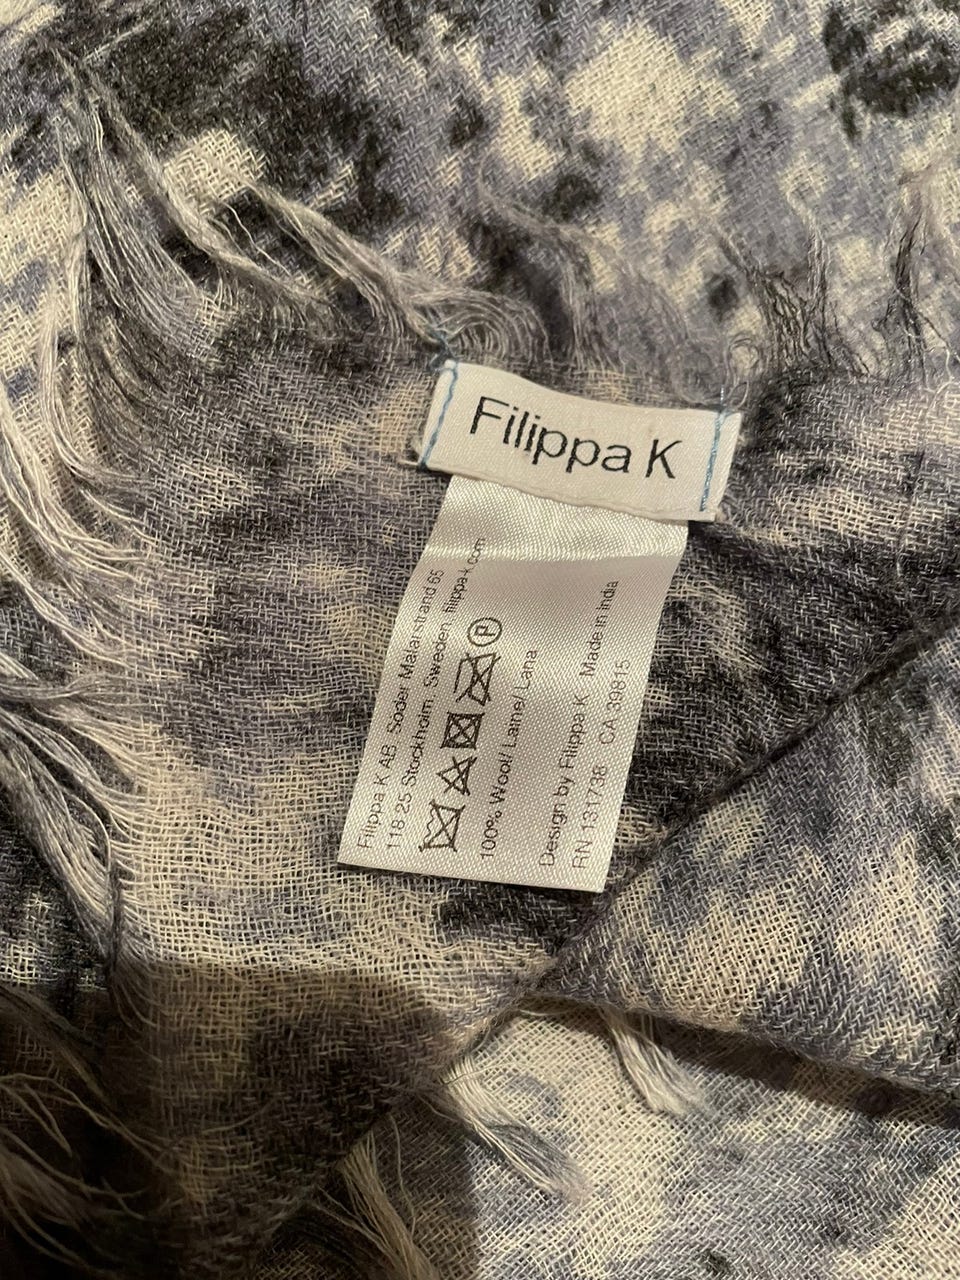 Filippa K
Filippa K AB, Söder Mälarstrand 65
118 25 Stockholm, Sweden, filippa-k.com
P
100% Wool/ Laine/ Lana
Design by Filippa K Made in India
RN 131738 CA 39815